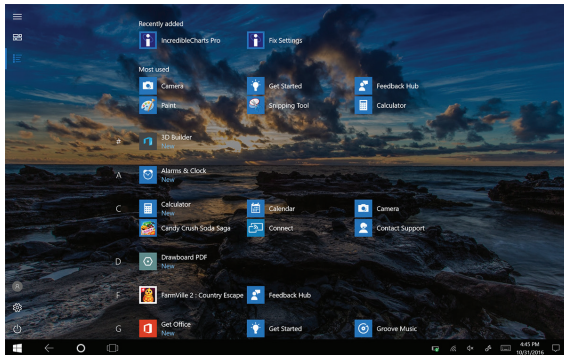 Recently added
IncredibleCharts Pro
Fix Settings
Most used
Camera
Get Started
Feedback Hub
Paint
Snipping Tool
Calculator
#
3D Builder
New
A
Alarms & Clock
New
C
Calculator
New
Calendar
Camera
Candy Crush Soda Saga
Connect
Contact Support
D
Drawboard PDF
New
F
FarmVille 2 : Country Escape
Feedback Hub
G
Get Office
New
Get Started
Groove Music
4:45 PM
10/31/2016